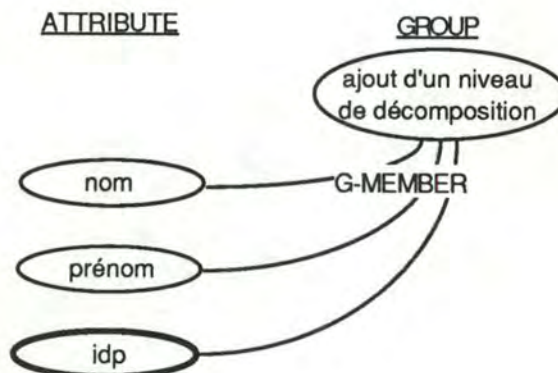 ATTRIBUTE
GROUP
ajout d'un niveau
de décomposition
nom
G-MEMBER
prénom
idp